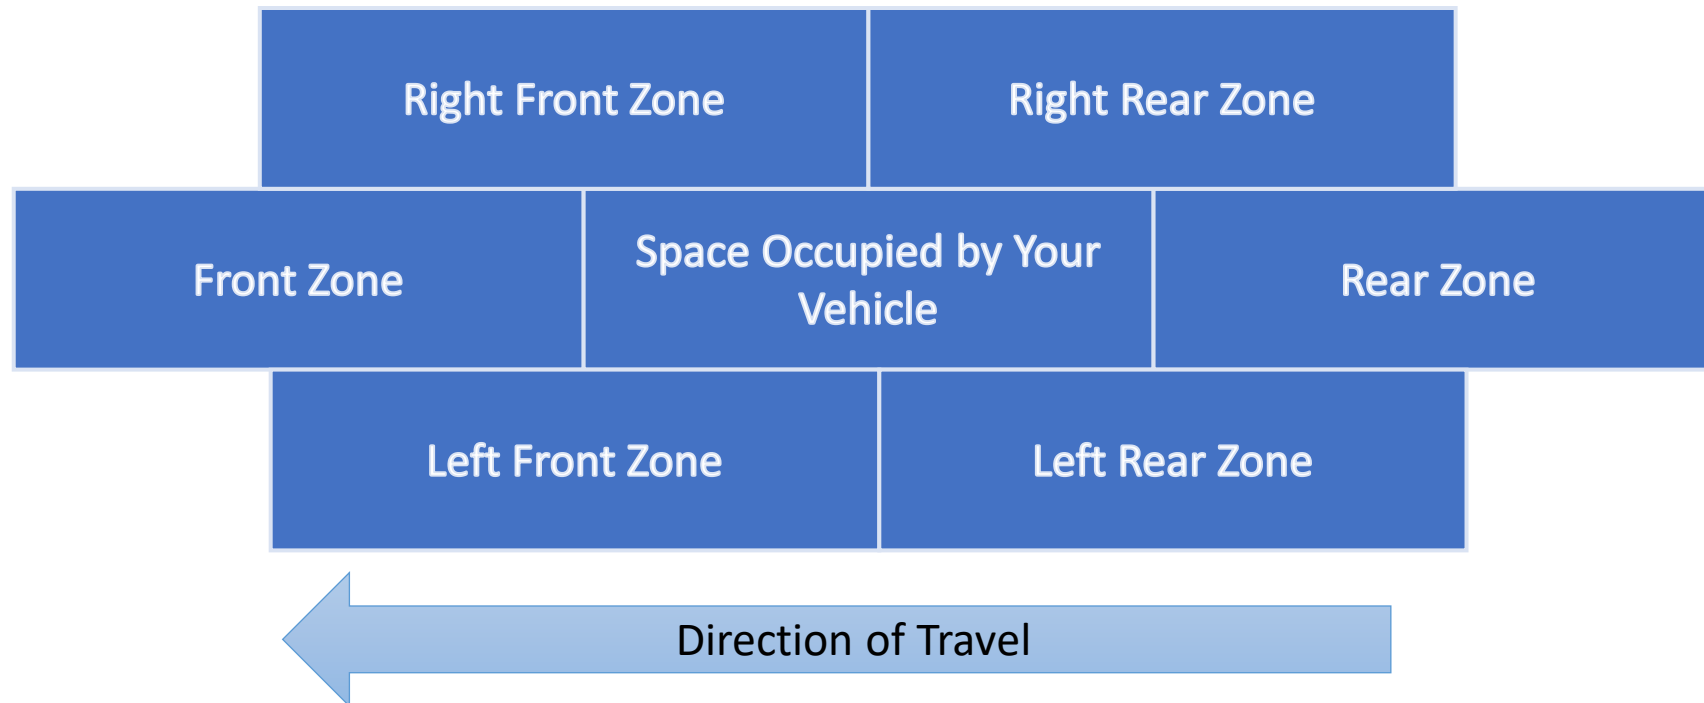 Right Front Zone
Right Rear Zone
Front Zone
Space Occupied by Your
Vehicle
Rear Zone
Left Front Zone
Left Rear Zone
Direction of Travel